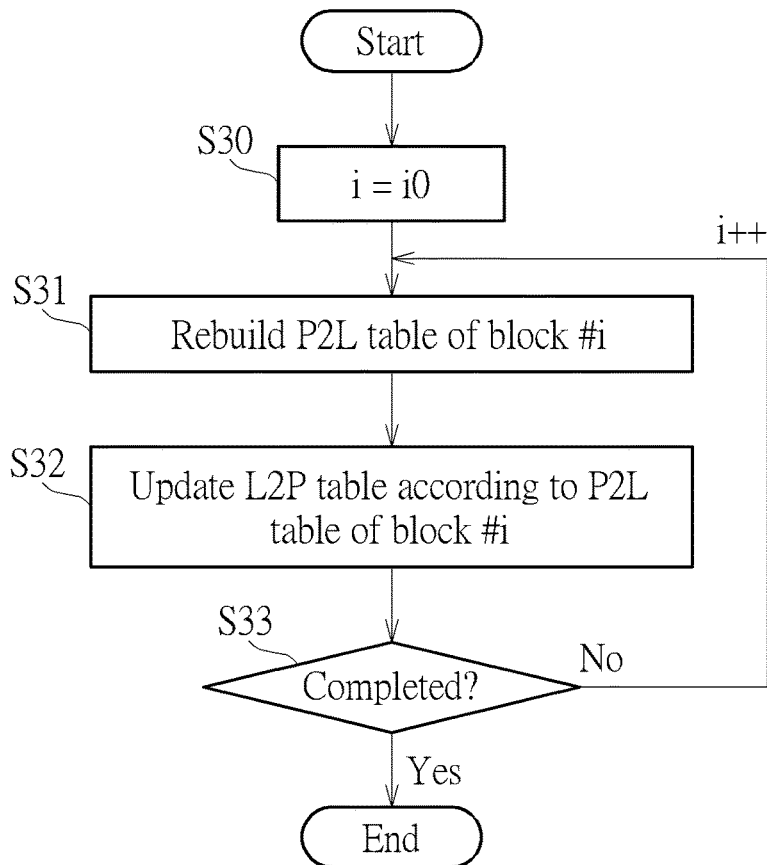 Start
S30
i = i0
i++
S31
Rebuild P2L table of block #i
S32
Update L2P table according to P2L
table of block #i
S33
Completed?
No
Yes
End